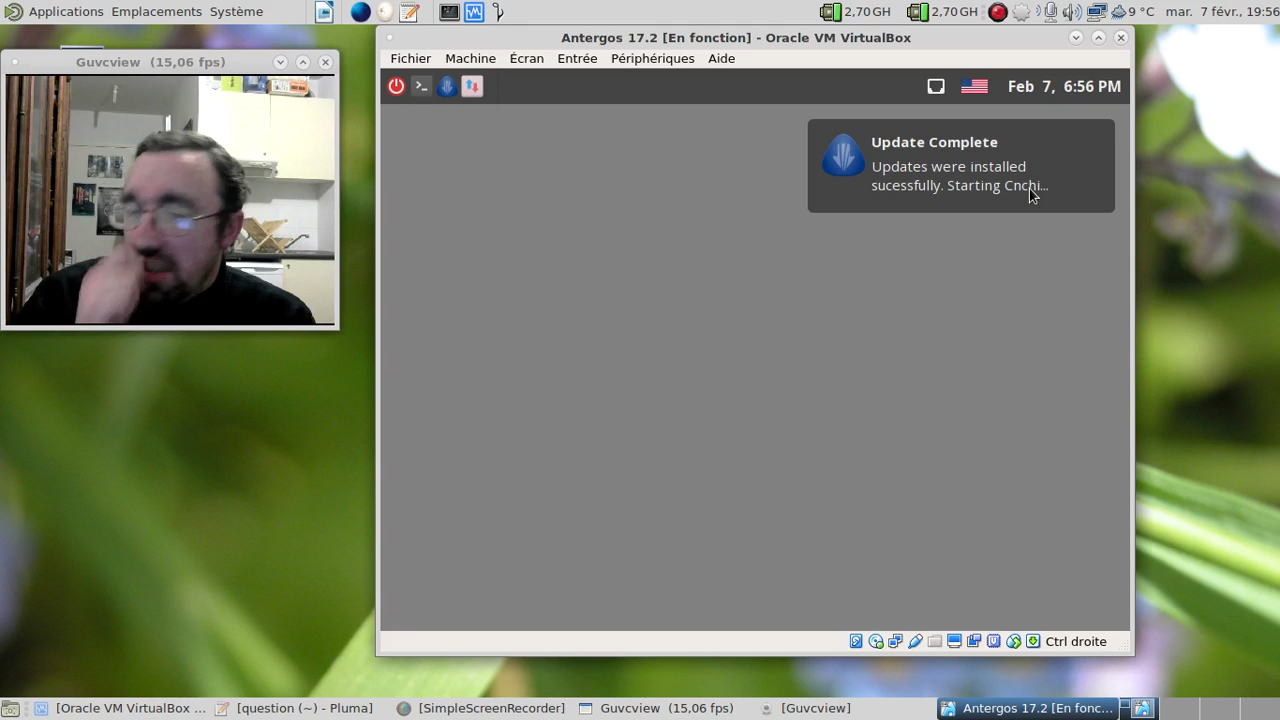 Applications Emplacements Système
2,70 GH
2,70 GH
9 °C
mar. 7 févr., 19:56
Guvcview (15,06 fps)
Antergos 17.2 [En fonction] - Oracle VM VirtualBox
Fichier Machine Écran Entrée Périphériques Aide
Feb 7, 6:56 PM
Update Complete
Updates were installed
sucessfully. Starting Cnchi...
Ctrl droite
[Oracle VM VirtualBox ...
[question (~) - Pluma]
[SimpleScreenRecorder]
Guvcview (15,06 fps)
[Guvcview]
Antergos 17.2 [En fonc...